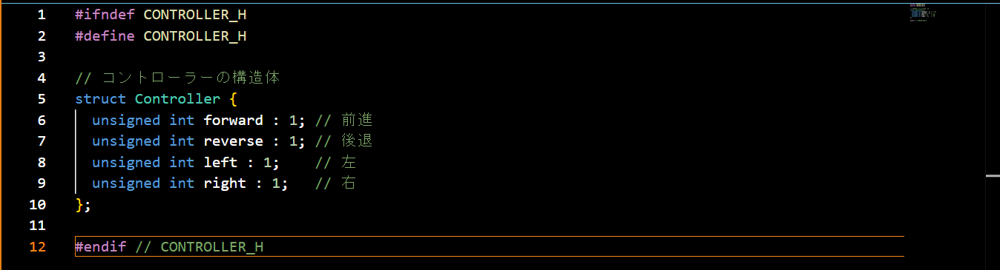 1 #ifndef CONTROLLER_H
2 #define CONTROLLER_H
3
4 // コントローラーの構造体
5 struct Controller {
6 unsigned int forward : 1; // 前進
7 unsigned int reverse : 1; // 後退
8 unsigned int left : 1; // 左
9 unsigned int right : 1; // 右
10 };
11
12 #endif // CONTROLLER_H